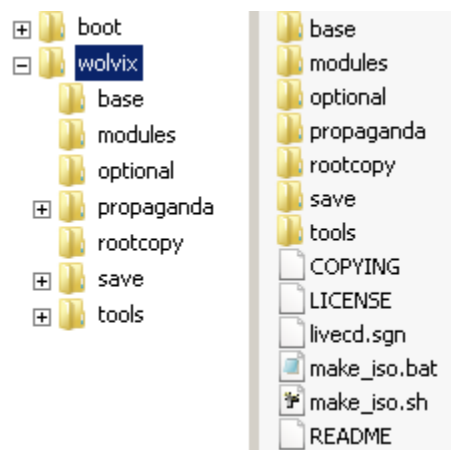 boot
wolvix
base
modules
optional
propaganda
rootcopy
save
tools
base
modules
optional
propaganda
rootcopy
save
tools
COPYING
LICENSE
livecd.sgn
make_iso.bat
make_iso.sh
README